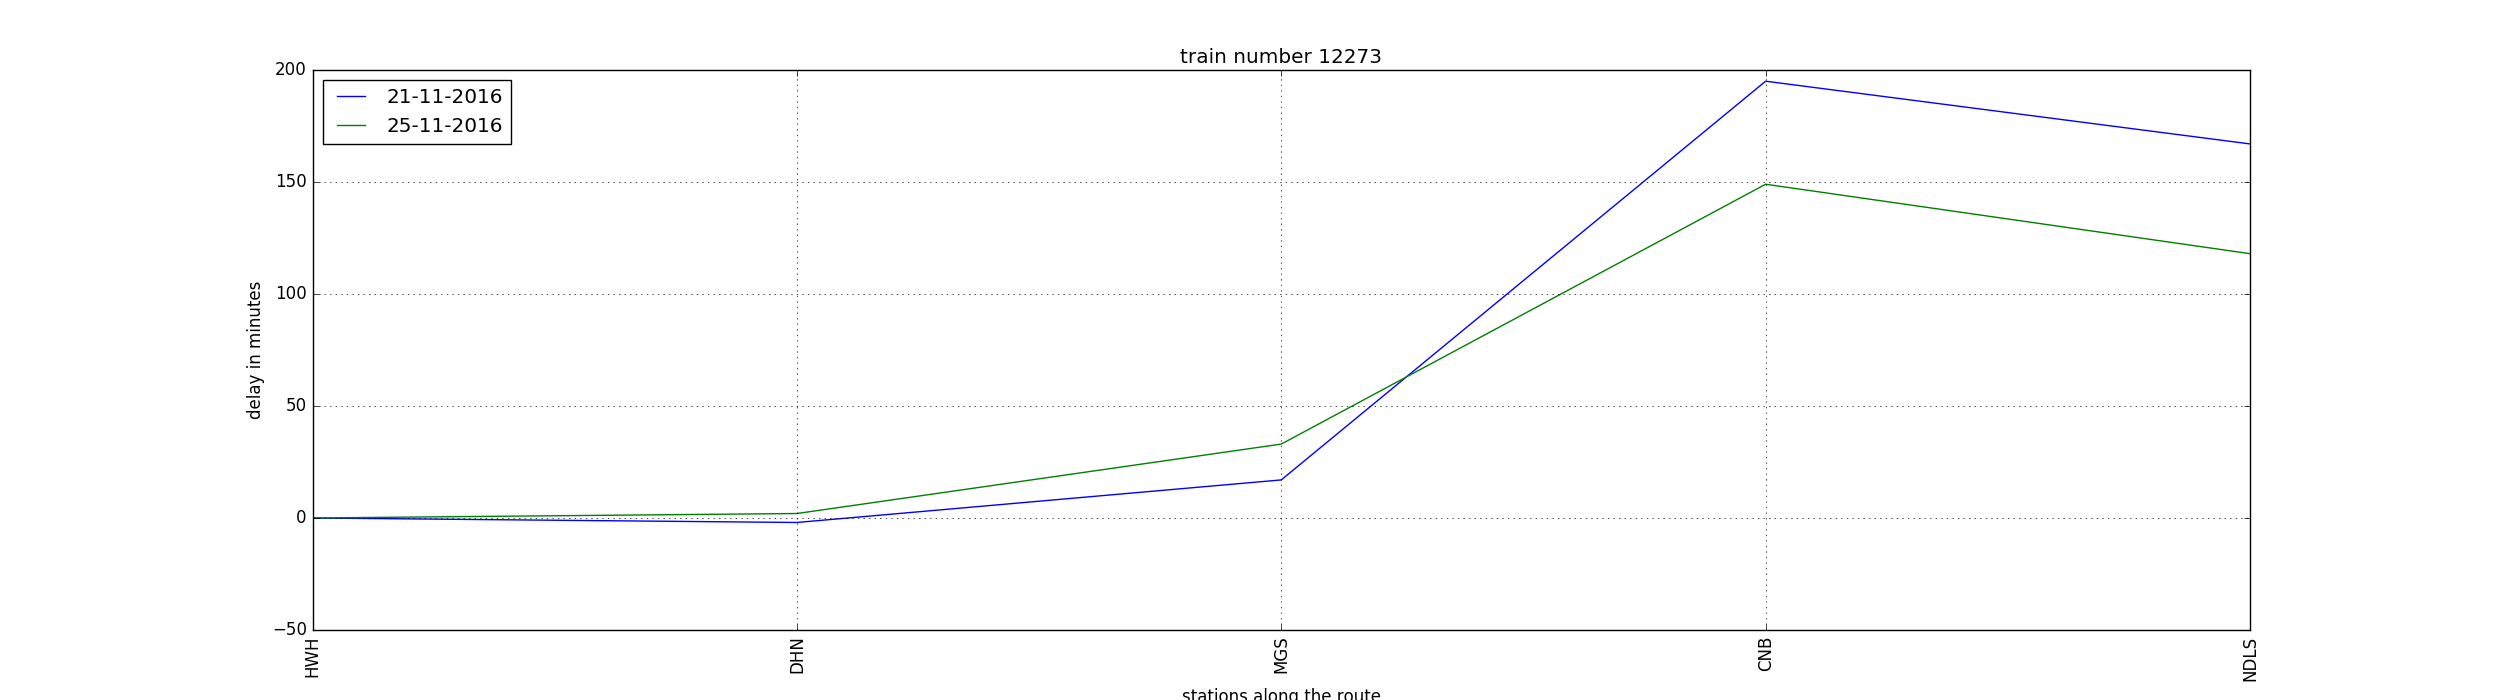 train number 12273
200
150
100
50
0
−50
21-11-2016
25-11-2016
delay in minutes
HWH
DHN
MGS
CNB
NDLS
stations along the route